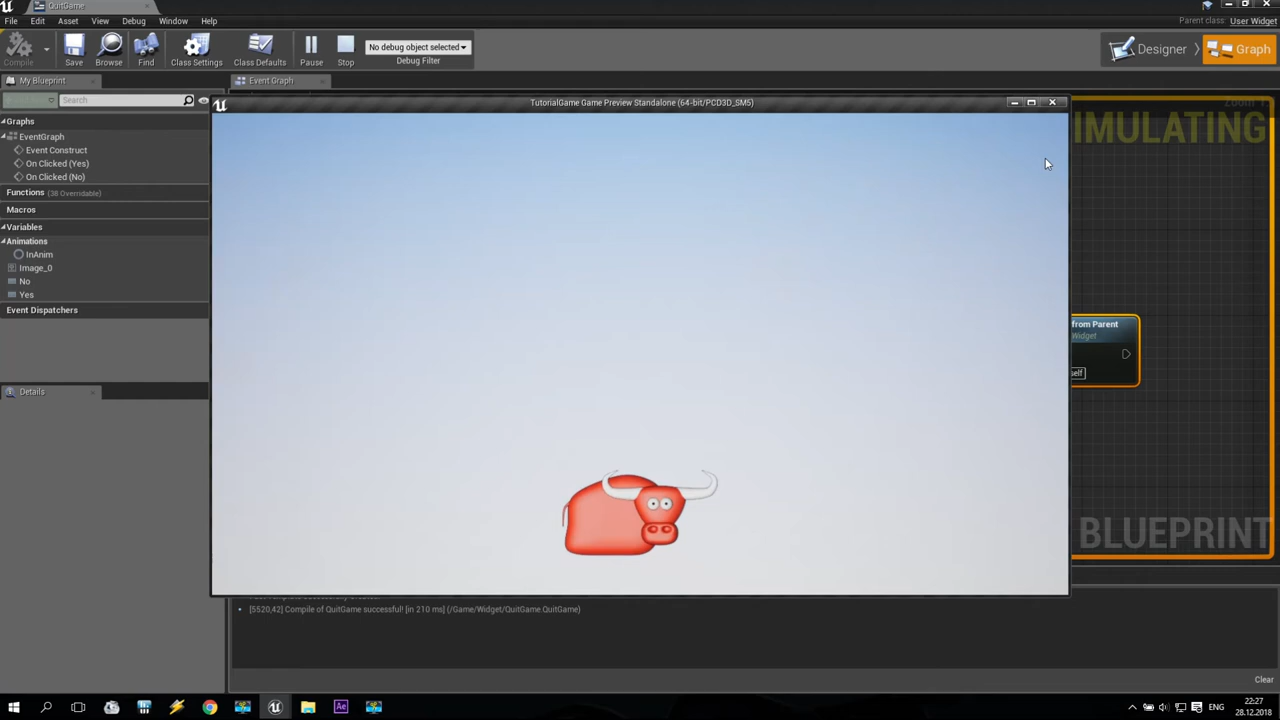 QuitGame
File Edit Asset View Debug Window Help
Parent class: User Widget
Compile Save Browse Find Class Settings Class Defaults Pause Stop
No debug object selected
Debug Filter
Designer Graph
My Blueprint
Event Graph
Search
TutorialGame Game Preview Standalone (64-bit/PCD3D_SM5)
Zoom
IMULATING
Graphs
EventGraph
Event Construct
On Clicked (Yes)
On Clicked (No)
Functions (38 Overridable)
Macros
Variables
Animations
InAnim
Image_0
No
Yes
Event Dispatchers
from Parent
Widget
self
Details
BLUEPRINT
[5520,42] Compile of QuitGame successful! [in 210 ms] (/Game/Widget/QuitGame.QuitGame)
Clear
Ae
ENG
22:27
28.12.2018